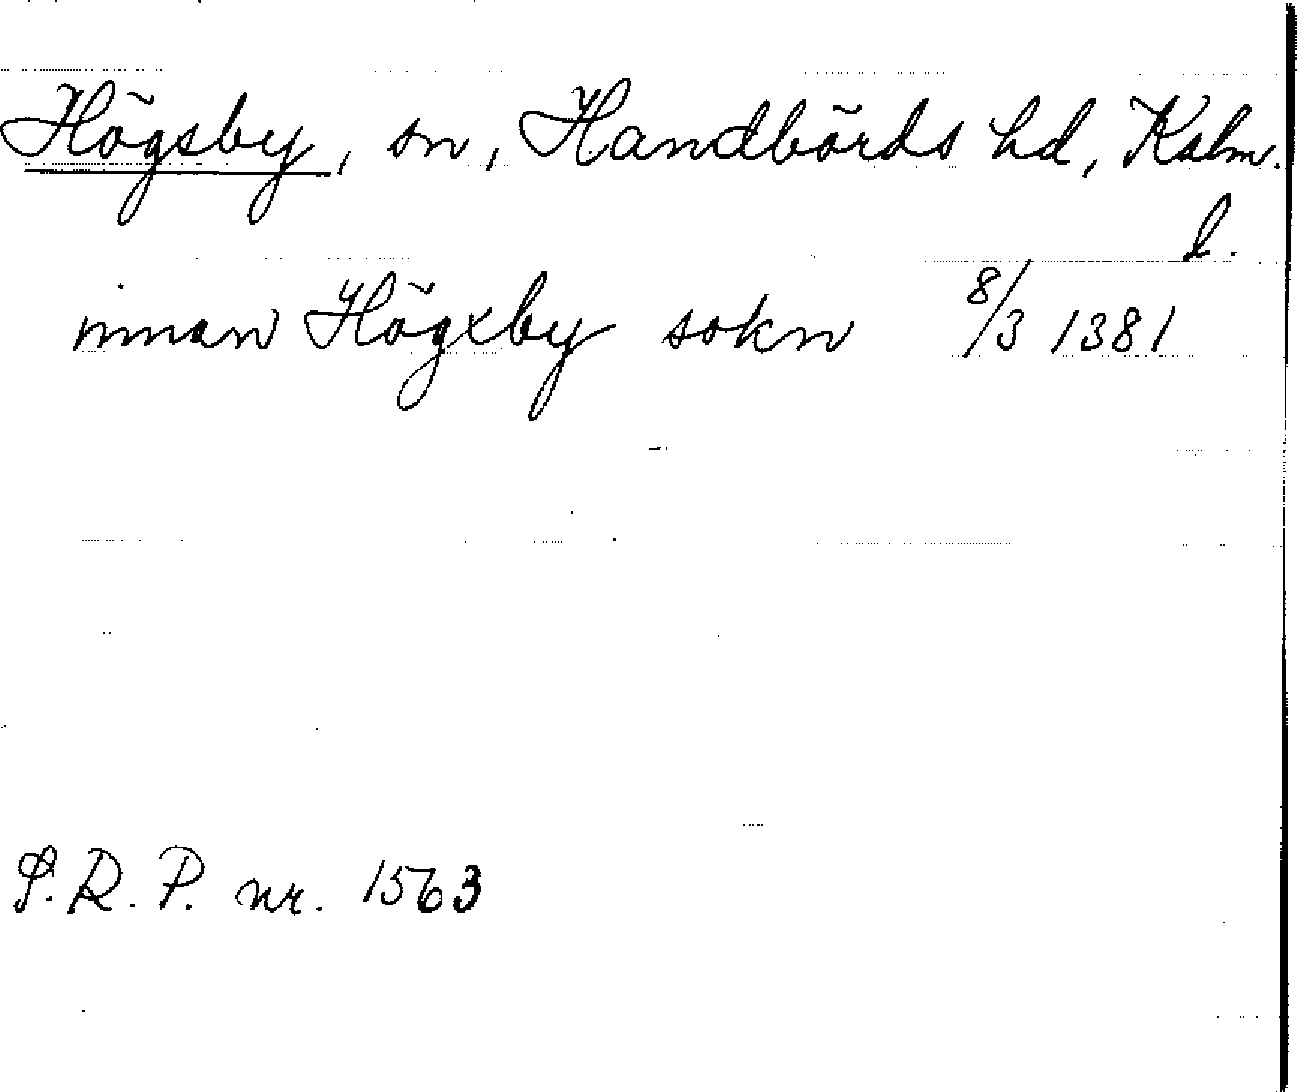 Högsby, sn, Handbörds hd, Kalm.
l.
innan Högxby sokn 8/3 1381
S.R.P. nr. 1563